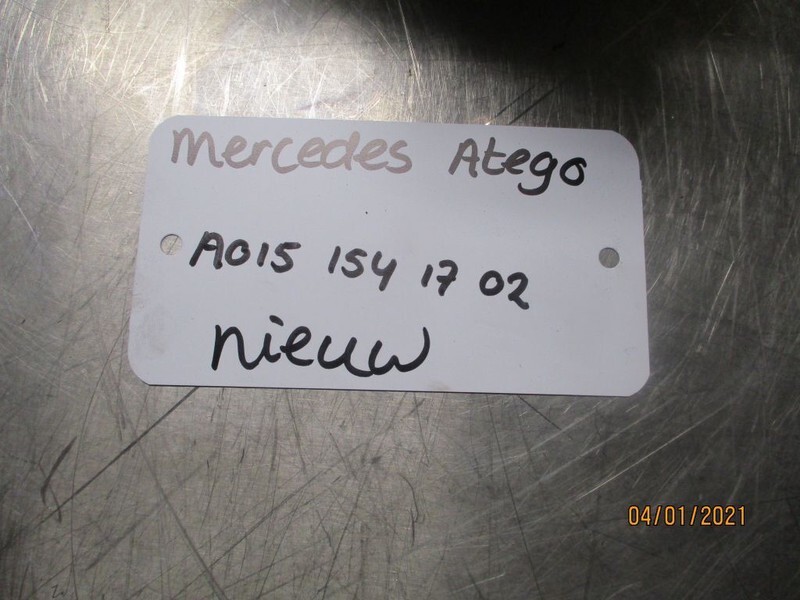 Mercedes Atego
A015 154 17 02
nieuw
04/01/2021